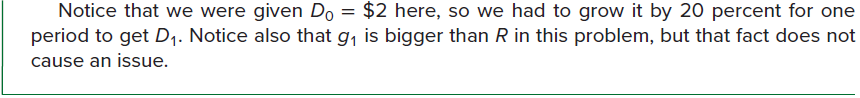 Notice that we were given D₀ = $2 here, so we had to grow it by 20 percent for one
period to get D₁. Notice also that g₁ is bigger than R in this problem, but that fact does not
cause an issue.